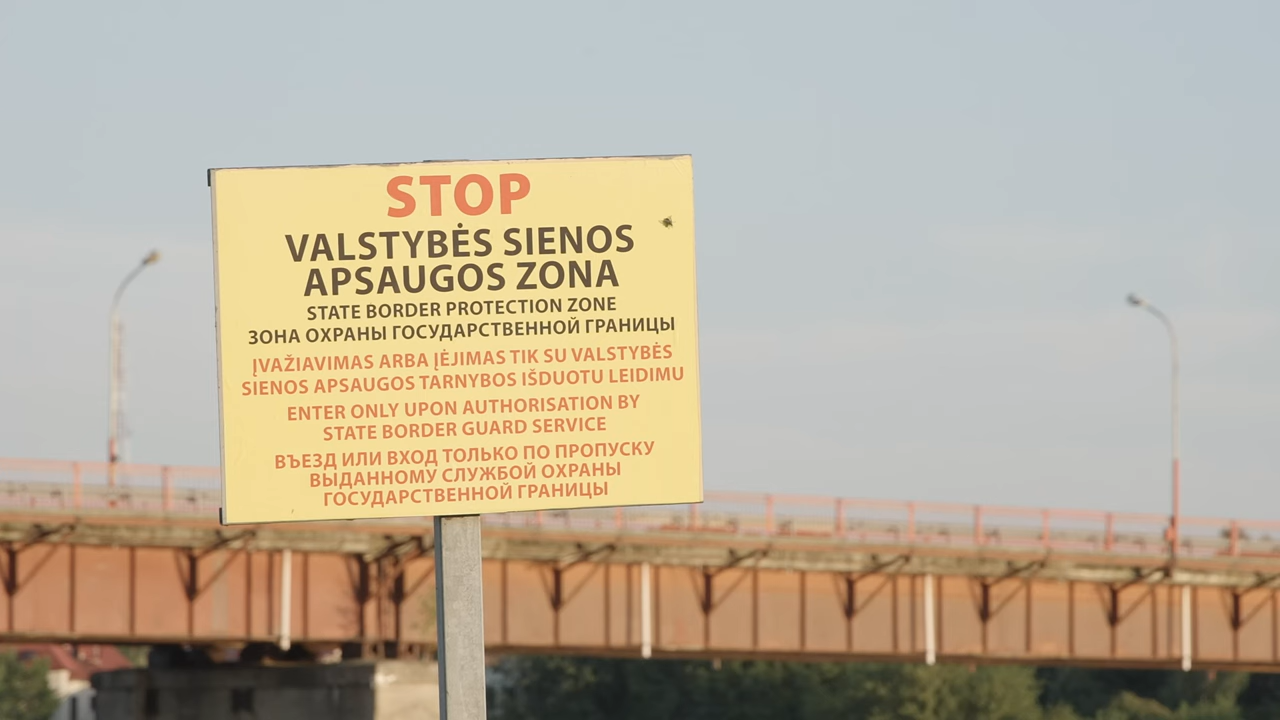 STOP
VALSTYBĖS SIENOS
APSAUGOS ZONA
STATE BORDER PROTECTION ZONE
ЗОНА ОХРАНЫ ГОСУДАРСТВЕННОЙ ГРАНИЦЫ
ĮVAŽIAVIMAS ARBA ĮĖJIMAS TIK SU VALSTYBĖS
SIENOS APSAUGOS TARNYBOS IŠDUOTU LEIDIMU
ENTER ONLY UPON AUTHORISATION BY
STATE BORDER GUARD SERVICE
ВЪЕЗД ИЛИ ВХОД ТОЛЬКО ПО ПРОПУСКУ
ВЫДАННОМУ СЛУЖБОЙ ОХРАНЫ
ГОСУДАРСТВЕННОЙ ГРАНИЦЫ